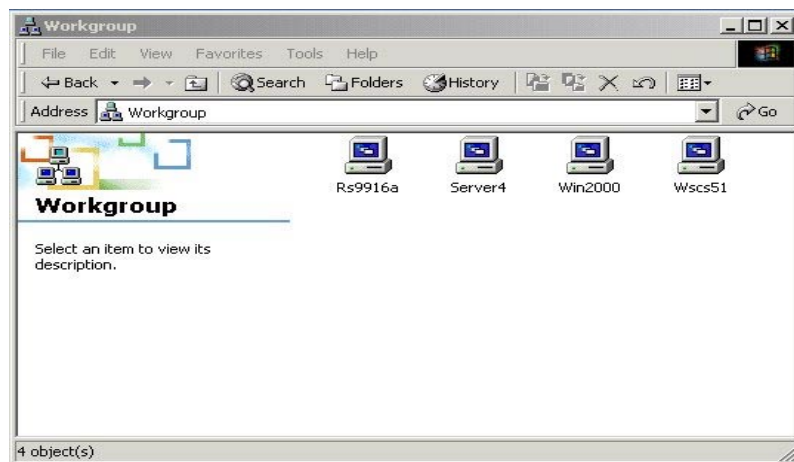 Workgroup
File Edit View Favorites Tools Help
Back Search Folders History
Address Workgroup Go
Rs9916a Server4 Win2000 Wscs51
Workgroup
Select an item to view its
description.
4 object(s)